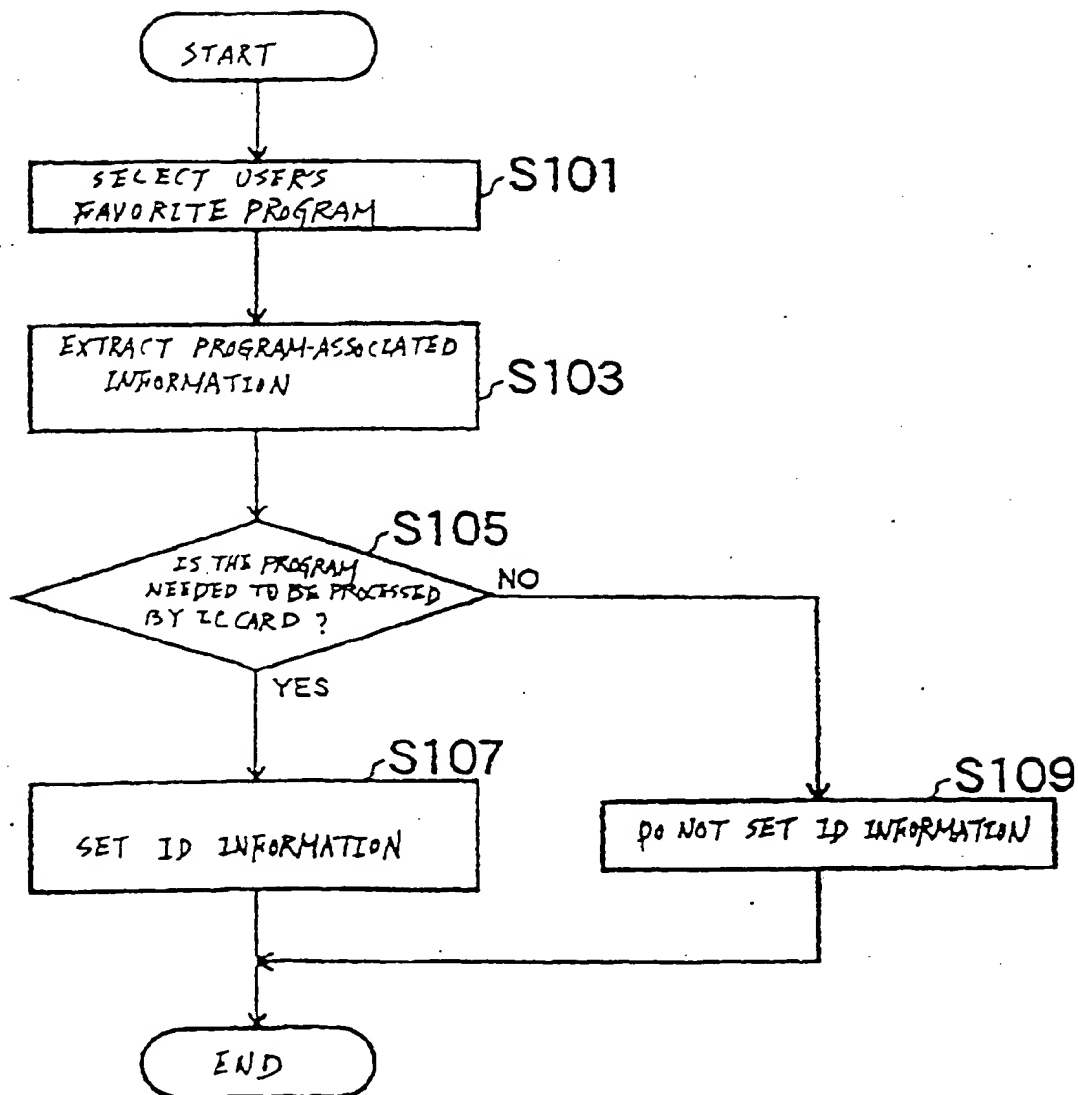 START
SELECT USER'S
FAVORITE PROGRAM
S101
EXTRACT PROGRAM-ASSOCIATED
INFORMATION
S103
S105
IS THE PROGRAM
NEEDED TO BE PROCESSED
BY IC CARD ?
NO
YES
S107
SET ID INFORMATION
S109
DO NOT SET ID INFORMATION
END